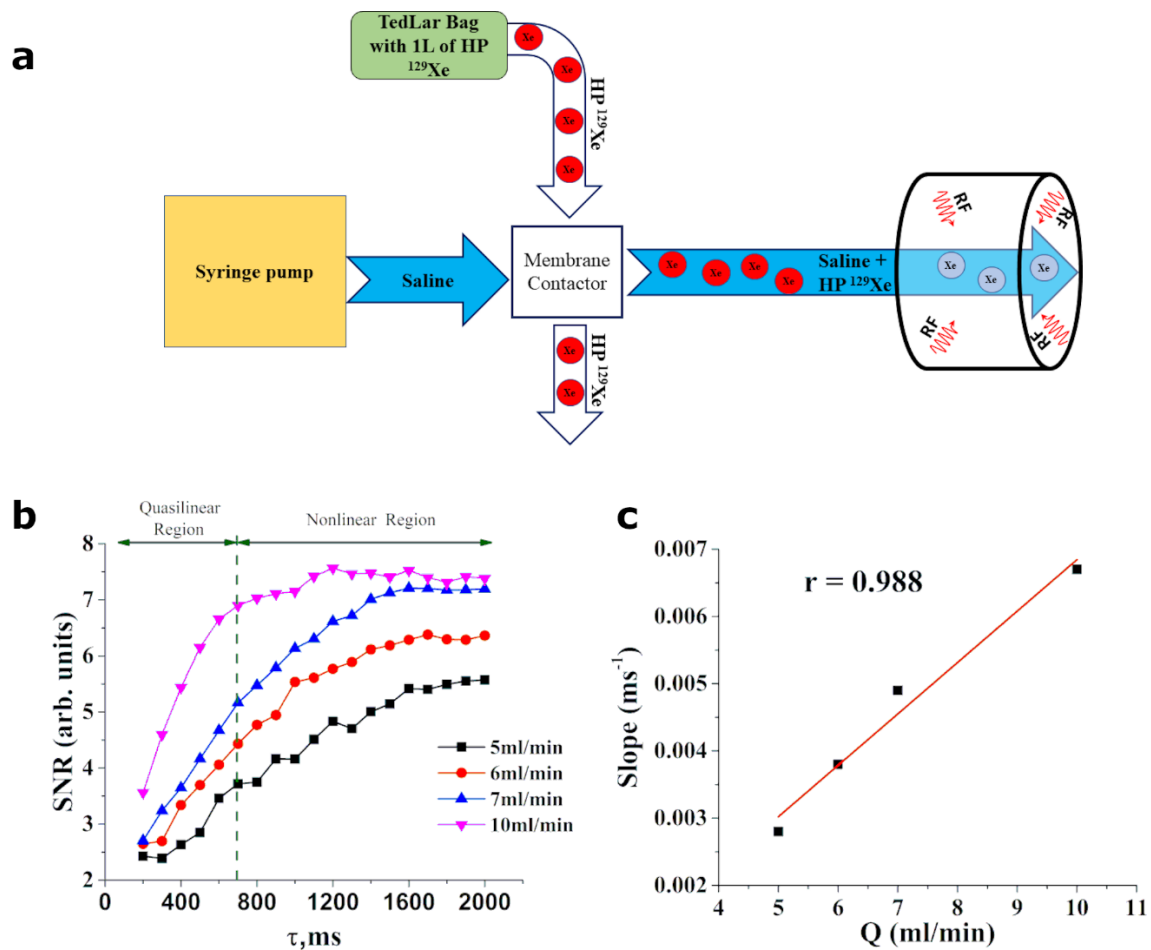 a
TedLar Bag
with 1L of HP
¹²⁹Xe
Xe
Xe
Xe
Xe
HP ¹²⁹Xe
Syringe pump
Saline
Membrane
Contactor
Xe
Xe
Xe
Xe
Saline +
HP ¹²⁹Xe
RF
RF
RF
RF
Xe
Xe
Xe
Xe
Xe
HP ¹²⁹Xe
b
Quasilinear
Region
Nonlinear Region
SNR (arb. units)
8
7
6
5
4
3
2
5ml/min
6ml/min
7ml/min
10ml/min
0 400 800 1200 1600 2000
τ,ms
c
r = 0.988
Slope (ms⁻¹)
0.007
0.006
0.005
0.004
0.003
0.002
4 5 6 7 8 9 10 11
Q (ml/min)